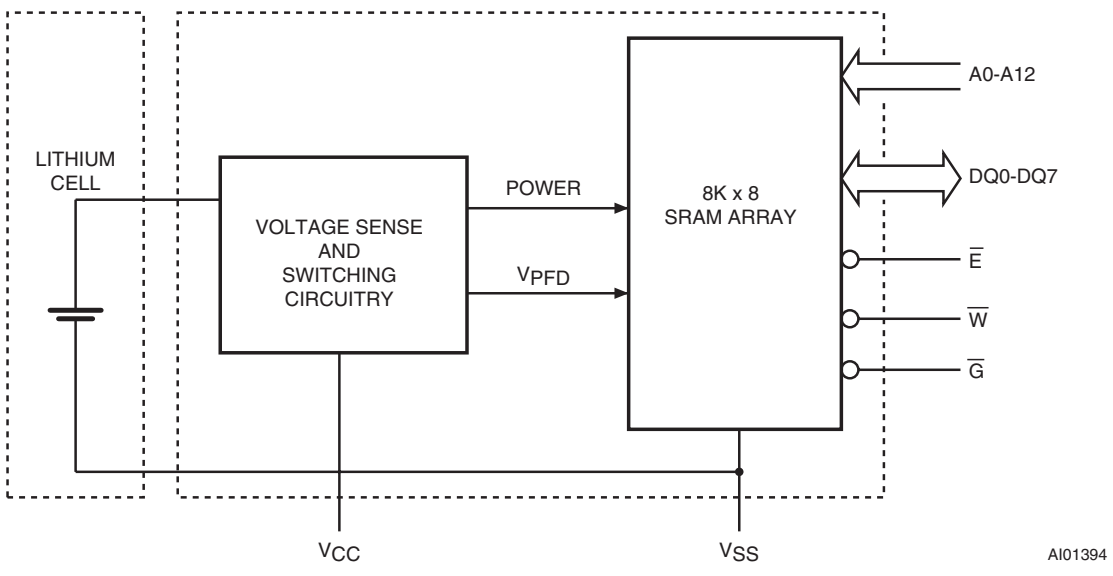 LITHIUM
CELL
VOLTAGE SENSE
AND
SWITCHING
CIRCUITRY
POWER
VPFD
8K x 8
SRAM ARRAY
A0-A12
DQ0-DQ7
E̅
W̅
G̅
VCC
VSS
AI01394